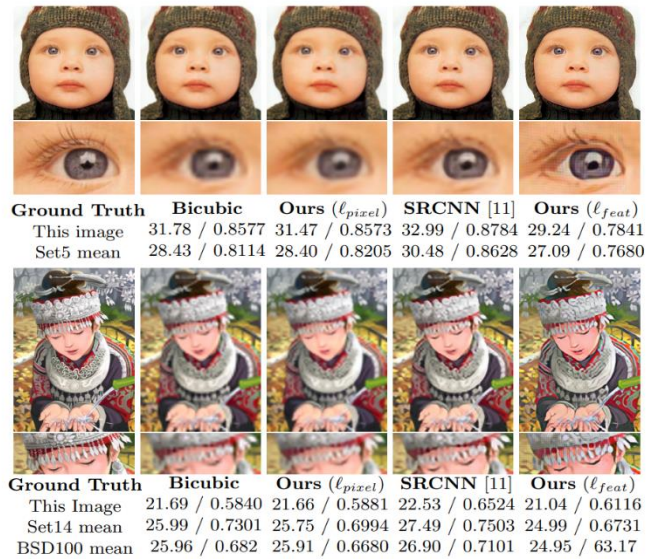 Ground Truth Bicubic Ours (ℓpixel) SRCNN [11] Ours (ℓfeat)
This image 31.78 / 0.8577 31.47 / 0.8573 32.99 / 0.8784 29.24 / 0.7841
Set5 mean 28.43 / 0.8114 28.40 / 0.8205 30.48 / 0.8628 27.09 / 0.7680
Ground Truth Bicubic Ours (ℓpixel) SRCNN [11] Ours (ℓfeat)
This Image 21.69 / 0.5840 21.66 / 0.5881 22.53 / 0.6524 21.04 / 0.6116
Set14 mean 25.99 / 0.7301 25.75 / 0.6994 27.49 / 0.7503 24.99 / 0.6731
BSD100 mean 25.96 / 0.682 25.91 / 0.6680 26.90 / 0.7101 24.95 / 63.17